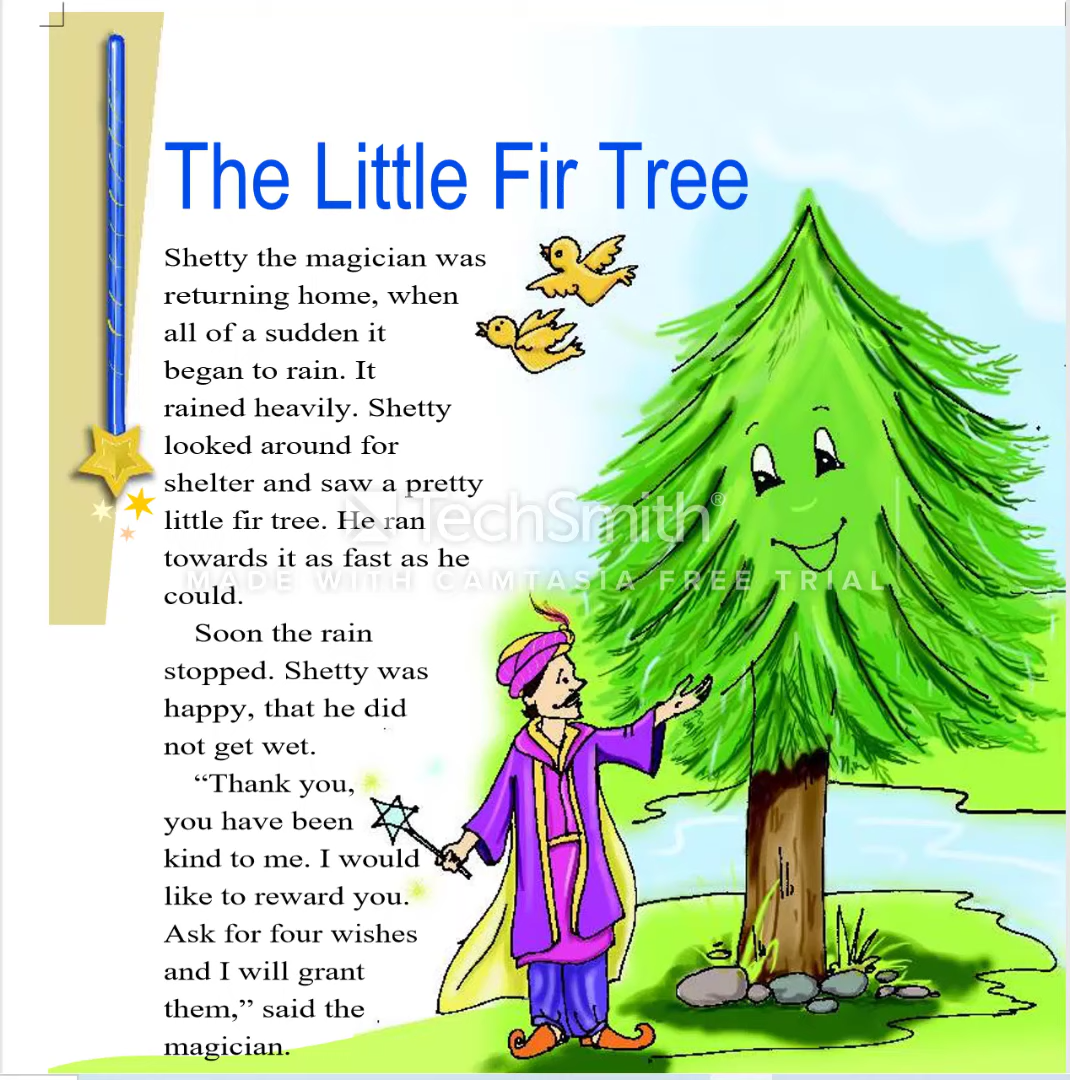 The Little Fir Tree
Shetty the magician was
returning home, when
all of a sudden it
began to rain. It
rained heavily. Shetty
looked around for
shelter and saw a pretty
little fir tree. He ran
towards it as fast as he
could.
Soon the rain
stopped. Shetty was
happy, that he did
not get wet.
“Thank you,
you have been
kind to me. I would
like to reward you.
Ask for four wishes
and I will grant
them,” said the
magician.
TechSmith®
MADE WITH CAMTASIA FREE TRIAL